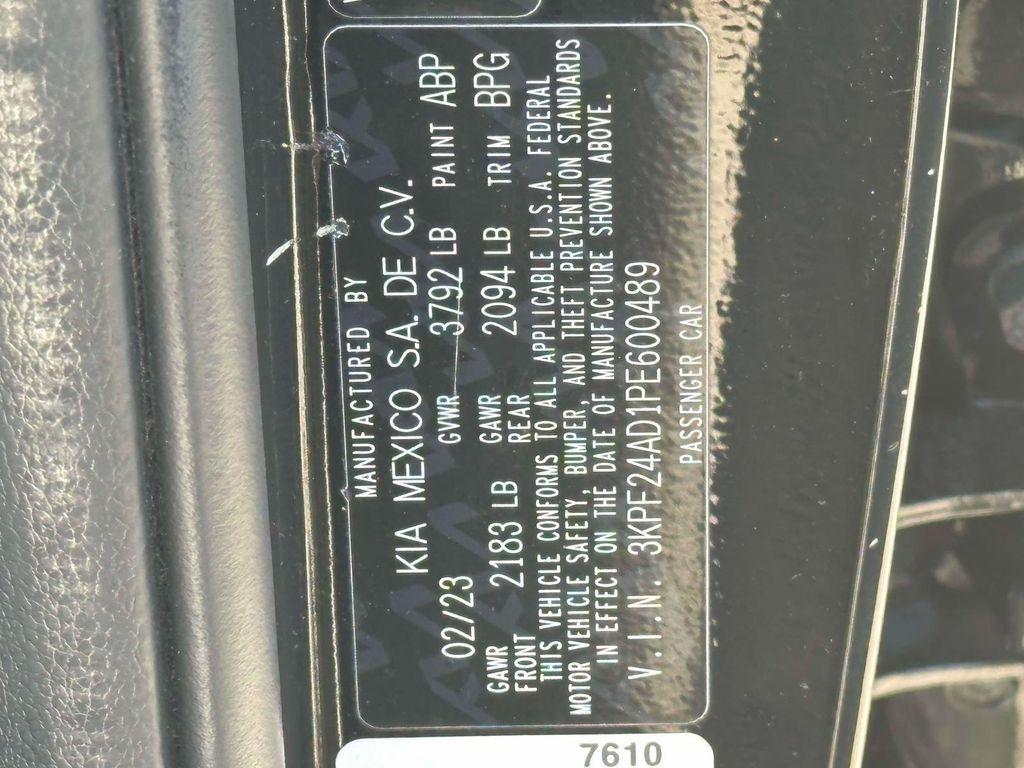 MANUFACTURED BY
KIA MEXICO S.A. DE C.V.
02/23 GVWR 3792 LB PAINT ABP
GAWR FRONT 2183 LB GAWR REAR 2094 LB TRIM BPG
THIS VEHICLE CONFORMS TO ALL APPLICABLE U.S.A. FEDERAL
MOTOR VEHICLE SAFETY, BUMPER, AND THEFT PREVENTION STANDARDS
IN EFFECT ON THE DATE OF MANUFACTURE SHOWN ABOVE.
V.I.N. 3KPF24AD1PE600489
PASSENGER CAR
7610